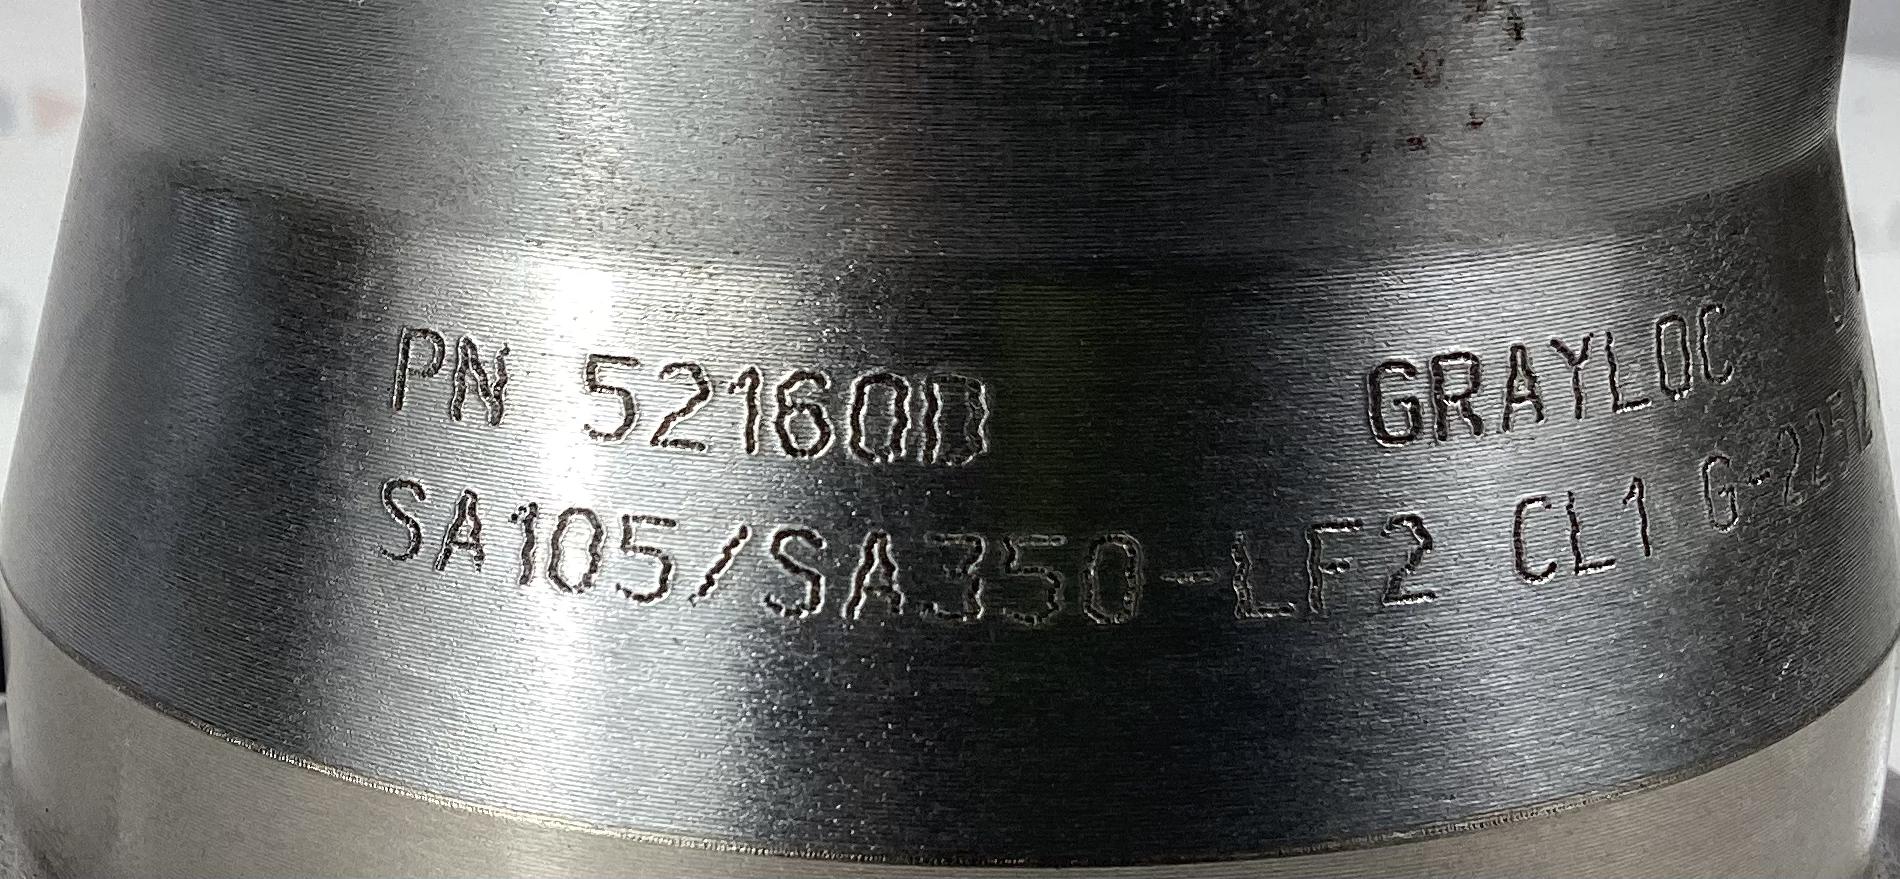 PN 52160D GRAYLOC
SA105/SA350-LF2 CL1